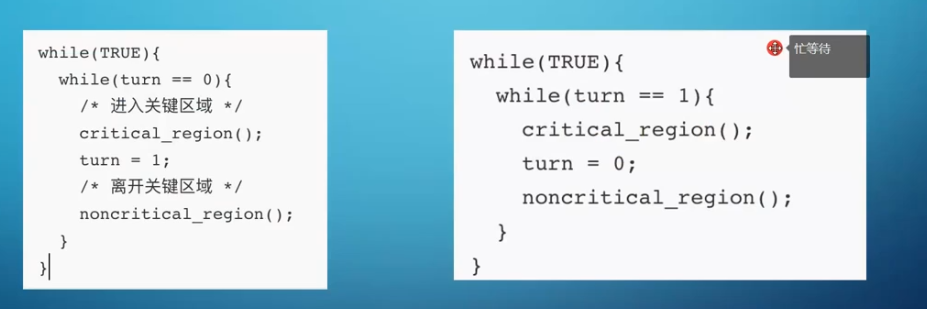 while(TRUE){
while(turn == 0){
/* 进入关键区域 */
critical_region();
turn = 1;
/* 离开关键区域 */
noncritical_region();
}
}
while(TRUE){
while(turn == 1){
critical_region();
turn = 0;
noncritical_region();
}
}
忙等待